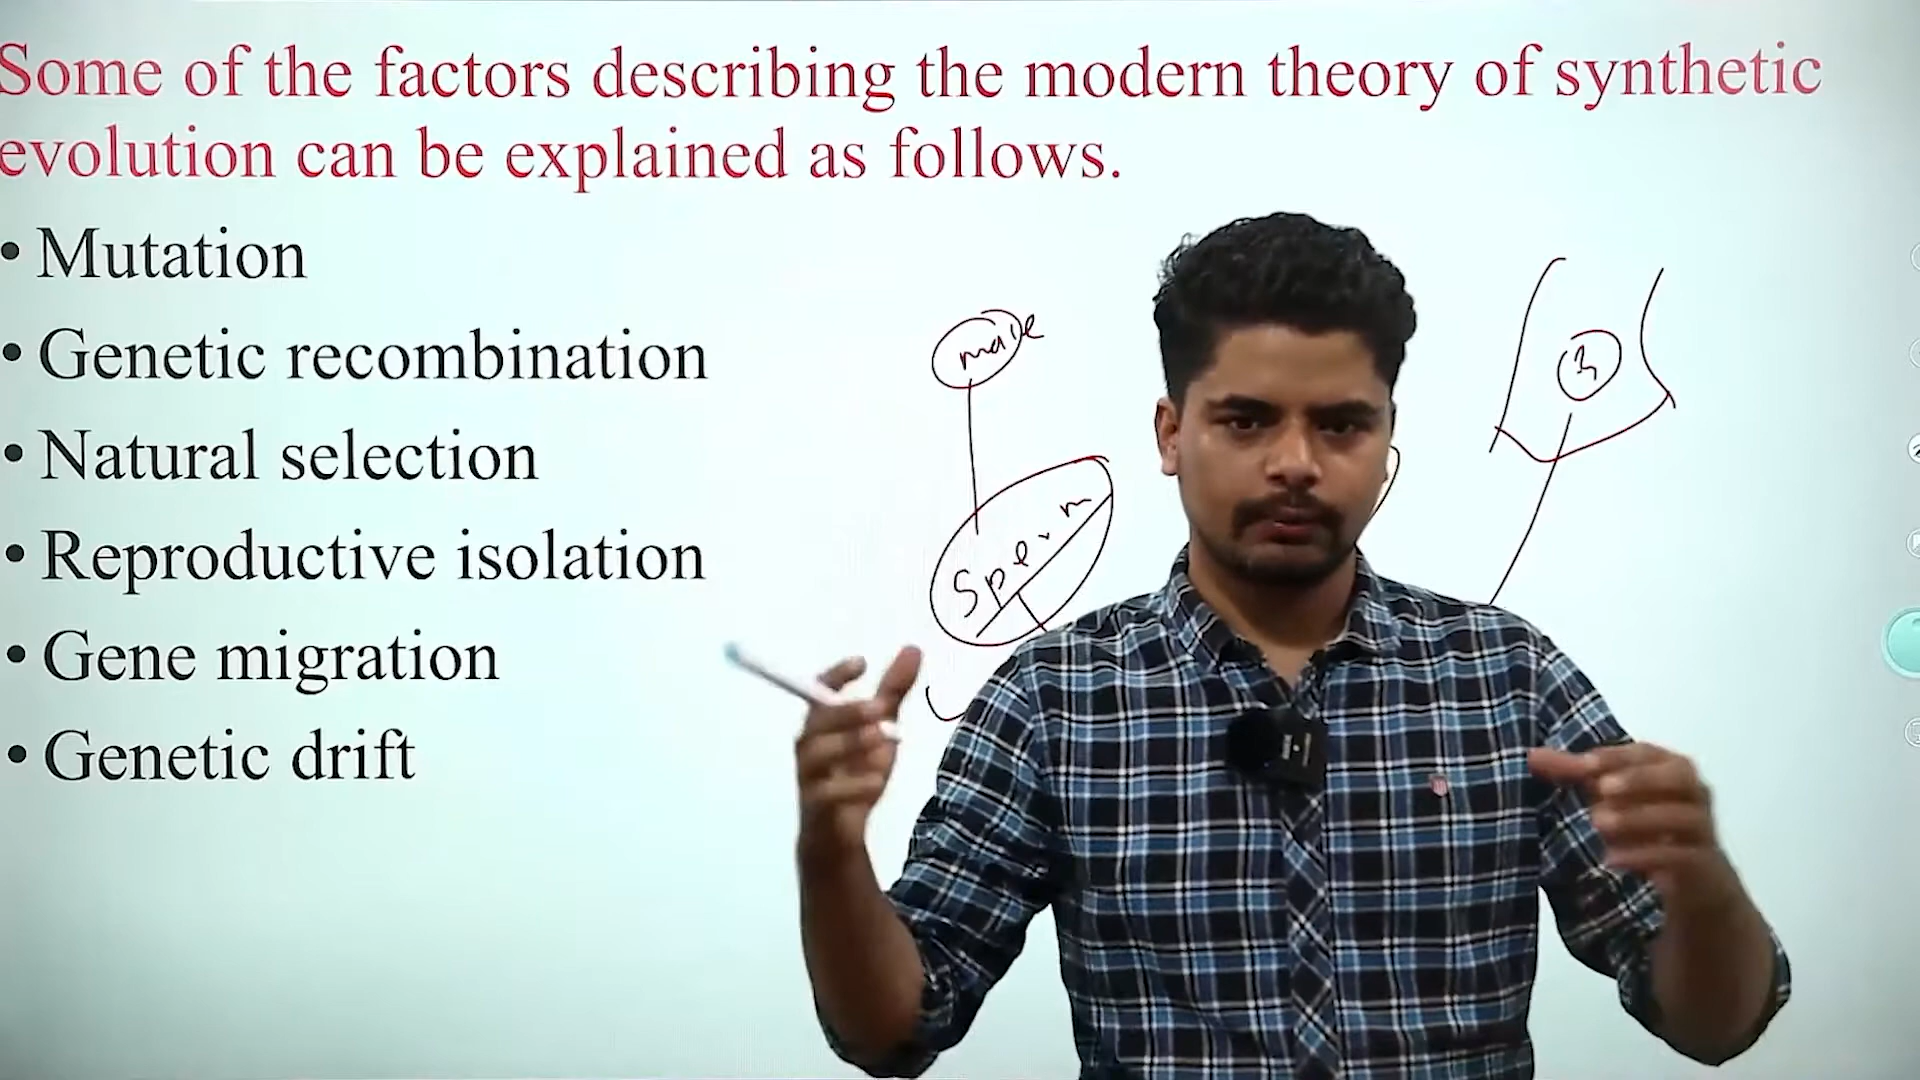 Some of the factors describing the modern theory of synthetic
evolution can be explained as follows.
• Mutation
• Genetic recombination
• Natural selection
• Reproductive isolation
• Gene migration
• Genetic drift
male
Sperm